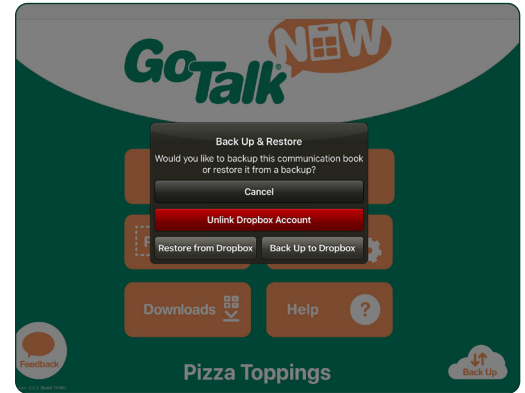 GoTalk NOW
Back Up & Restore
Would you like to backup this communication book
or restore it from a backup?
Cancel
Unlink Dropbox Account
Restore from Dropbox
Back Up to Dropbox
Downloads
Help
?
Feedback
Pizza Toppings
Back Up